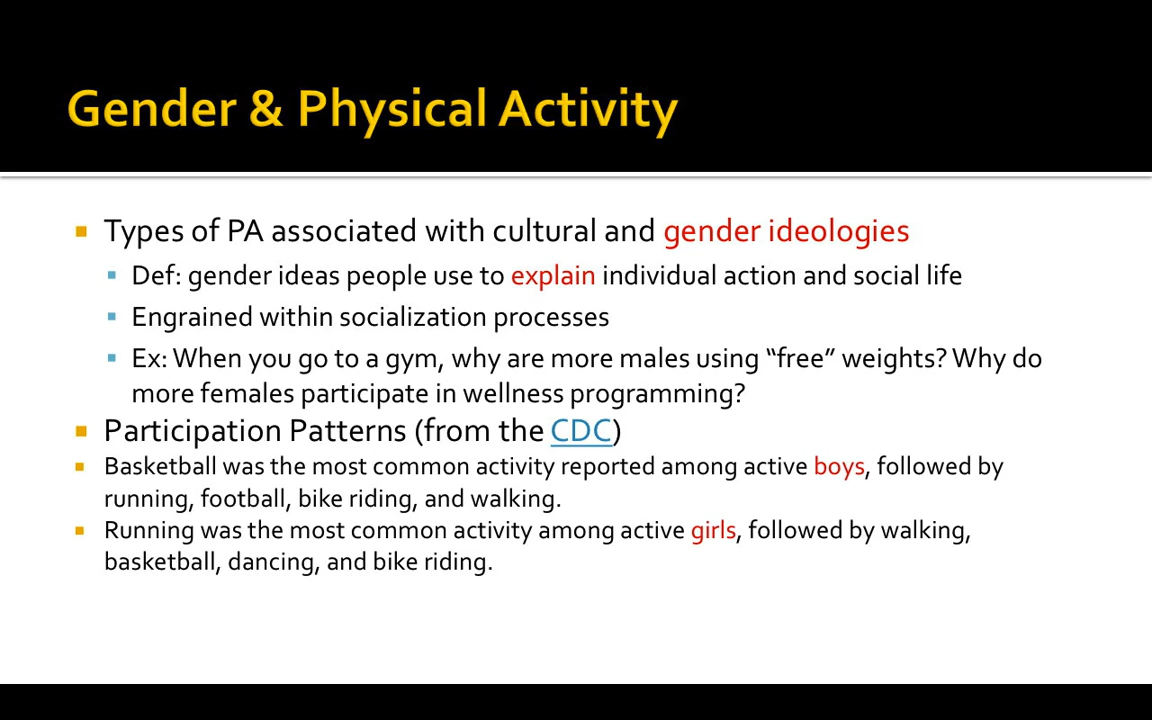 Gender & Physical Activity
Types of PA associated with cultural and gender ideologies
Def: gender ideas people use to explain individual action and social life
Engrained within socialization processes
Ex: When you go to a gym, why are more males using “free” weights? Why do
more females participate in wellness programming?
Participation Patterns (from the CDC)
Basketball was the most common activity reported among active boys, followed by
running, football, bike riding, and walking.
Running was the most common activity among active girls, followed by walking,
basketball, dancing, and bike riding.